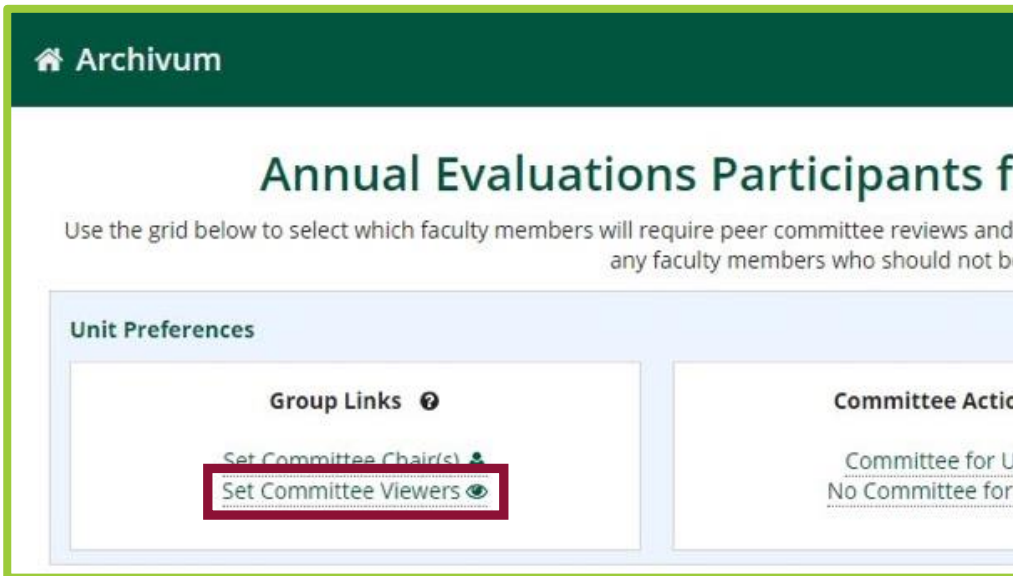 Archivum
Annual Evaluations Participants f
Use the grid below to select which faculty members will require peer committee reviews and
any faculty members who should not b
Unit Preferences
Group Links
Committee Actio
Set Committee Chair(s)
Committee for U
Set Committee Viewers
No Committee for